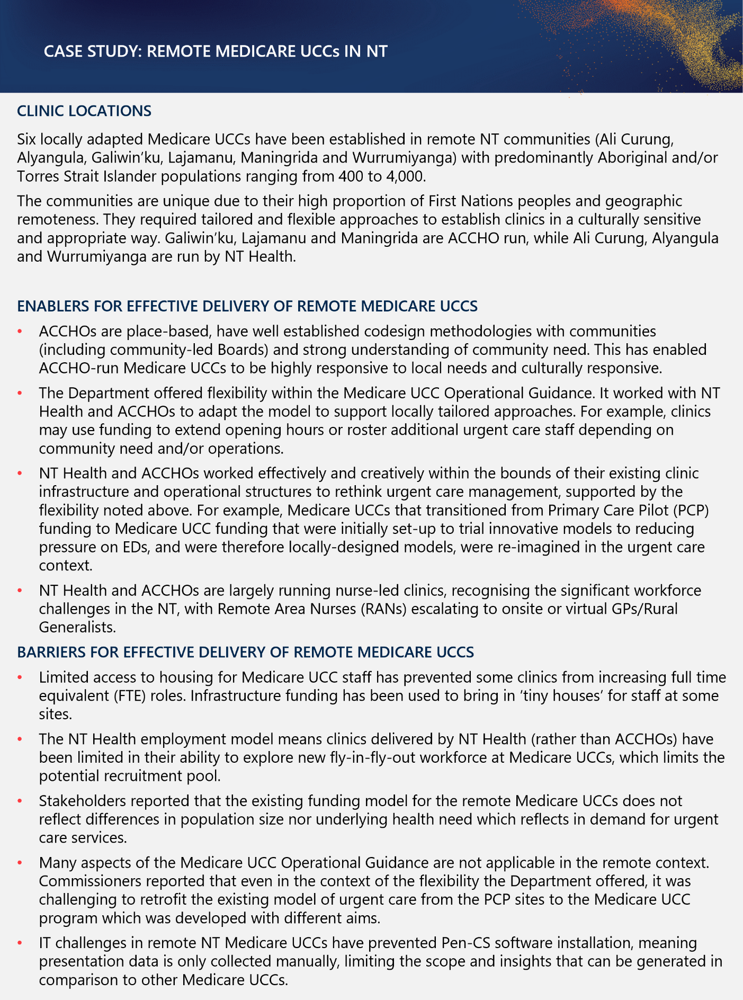 CASE STUDY: REMOTE MEDICARE UCCs IN NT
CLINIC LOCATIONS
Six locally adapted Medicare UCCs have been established in remote NT communities (Ali Curung,
Alyangula, Galiwin’ku, Lajamanu, Maningrida and Wurrumiyanga) with predominantly Aboriginal and/or
Torres Strait Islander populations ranging from 400 to 4,000.
The communities are unique due to their high proportion of First Nations peoples and geographic
remoteness. They required tailored and flexible approaches to establish clinics in a culturally sensitive
and appropriate way. Galiwin’ku, Lajamanu and Maningrida are ACCHO run, while Ali Curung, Alyangula
and Wurrumiyanga are run by NT Health.
ENABLERS FOR EFFECTIVE DELIVERY OF REMOTE MEDICARE UCCS
• ACCHOs are place-based, have well established codesign methodologies with communities
(including community-led Boards) and strong understanding of community need. This has enabled
ACCHO-run Medicare UCCs to be highly responsive to local needs and culturally responsive.
• The Department offered flexibility within the Medicare UCC Operational Guidance. It worked with NT
Health and ACCHOs to adapt the model to support locally tailored approaches. For example, clinics
may use funding to extend opening hours or roster additional urgent care staff depending on
community need and/or operations.
• NT Health and ACCHOs worked effectively and creatively within the bounds of their existing clinic
infrastructure and operational structures to rethink urgent care management, supported by the
flexibility noted above. For example, Medicare UCCs that transitioned from Primary Care Pilot (PCP)
funding to Medicare UCC funding that were initially set-up to trial innovative models to reducing
pressure on EDs, and were therefore locally-designed models, were re-imagined in the urgent care
context.
• NT Health and ACCHOs are largely running nurse-led clinics, recognising the significant workforce
challenges in the NT, with Remote Area Nurses (RANs) escalating to onsite or virtual GPs/Rural
Generalists.
BARRIERS FOR EFFECTIVE DELIVERY OF REMOTE MEDICARE UCCS
• Limited access to housing for Medicare UCC staff has prevented some clinics from increasing full time
equivalent (FTE) roles. Infrastructure funding has been used to bring in ‘tiny houses’ for staff at some
sites.
• The NT Health employment model means clinics delivered by NT Health (rather than ACCHOs) have
been limited in their ability to explore new fly-in-fly-out workforce at Medicare UCCs, which limits the
potential recruitment pool.
• Stakeholders reported that the existing funding model for the remote Medicare UCCs does not
reflect differences in population size nor underlying health need which reflects in demand for urgent
care services.
• Many aspects of the Medicare UCC Operational Guidance are not applicable in the remote context.
Commissioners reported that even in the context of the flexibility the Department offered, it was
challenging to retrofit the existing model of urgent care from the PCP sites to the Medicare UCC
program which was developed with different aims.
• IT challenges in remote NT Medicare UCCs have prevented Pen-CS software installation, meaning
presentation data is only collected manually, limiting the scope and insights that can be generated in
comparison to other Medicare UCCs.